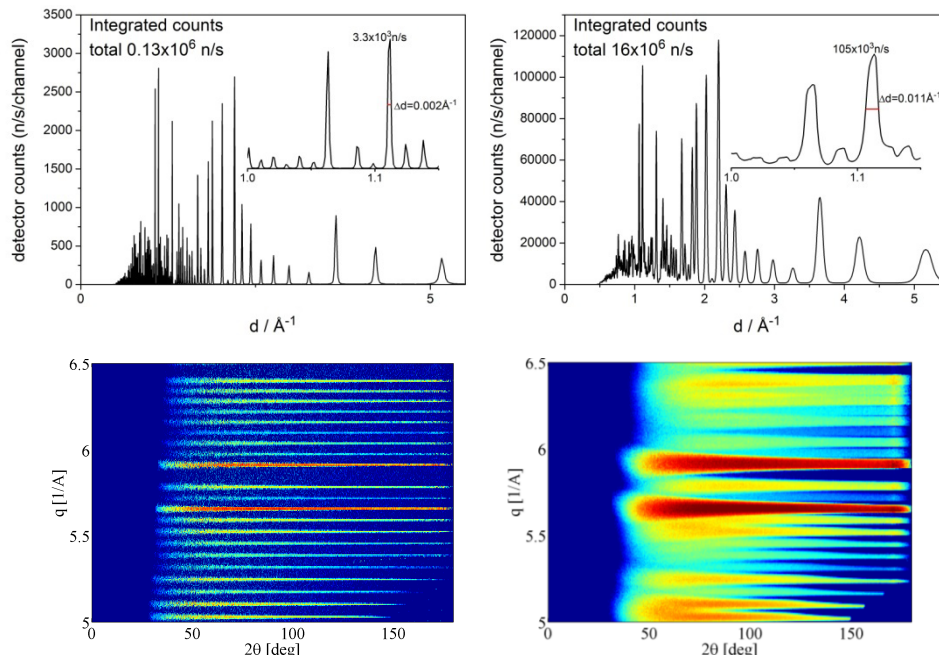 Integrated counts
total 0.13x10⁶ n/s
3.3x10³n/s
Δd=0.002Å⁻¹
1.0 1.1
detector counts (n/s/channel)
3500
3000
2500
2000
1500
1000
500
0
0 5
d / Å⁻¹
Integrated counts
total 16x10⁶ n/s
105x10³n/s
Δd=0.011Å⁻¹
1.0 1.1
detector counts (n/s/channel)
120000
100000
80000
60000
40000
20000
0
0 1 2 3 4 5
d / Å⁻¹
q [1/A]
6.5
6
5.5
5
0 50 100 150
2θ [deg]
q [1/A]
6.5
6
5.5
5
0 50 100 150
2θ [deg]